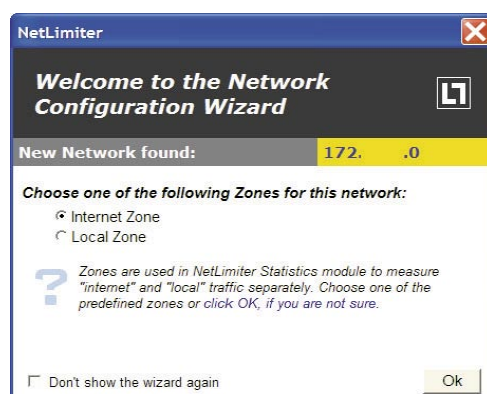 NetLimiter
Welcome to the Network
Configuration Wizard
New Network found: 172. .0
Choose one of the following Zones for this network:
Internet Zone
Local Zone
Zones are used in NetLimiter Statistics module to measure
"internet" and "local" traffic separately. Choose one of the
predefined zones or click OK, if you are not sure.
Don't show the wizard again
Ok